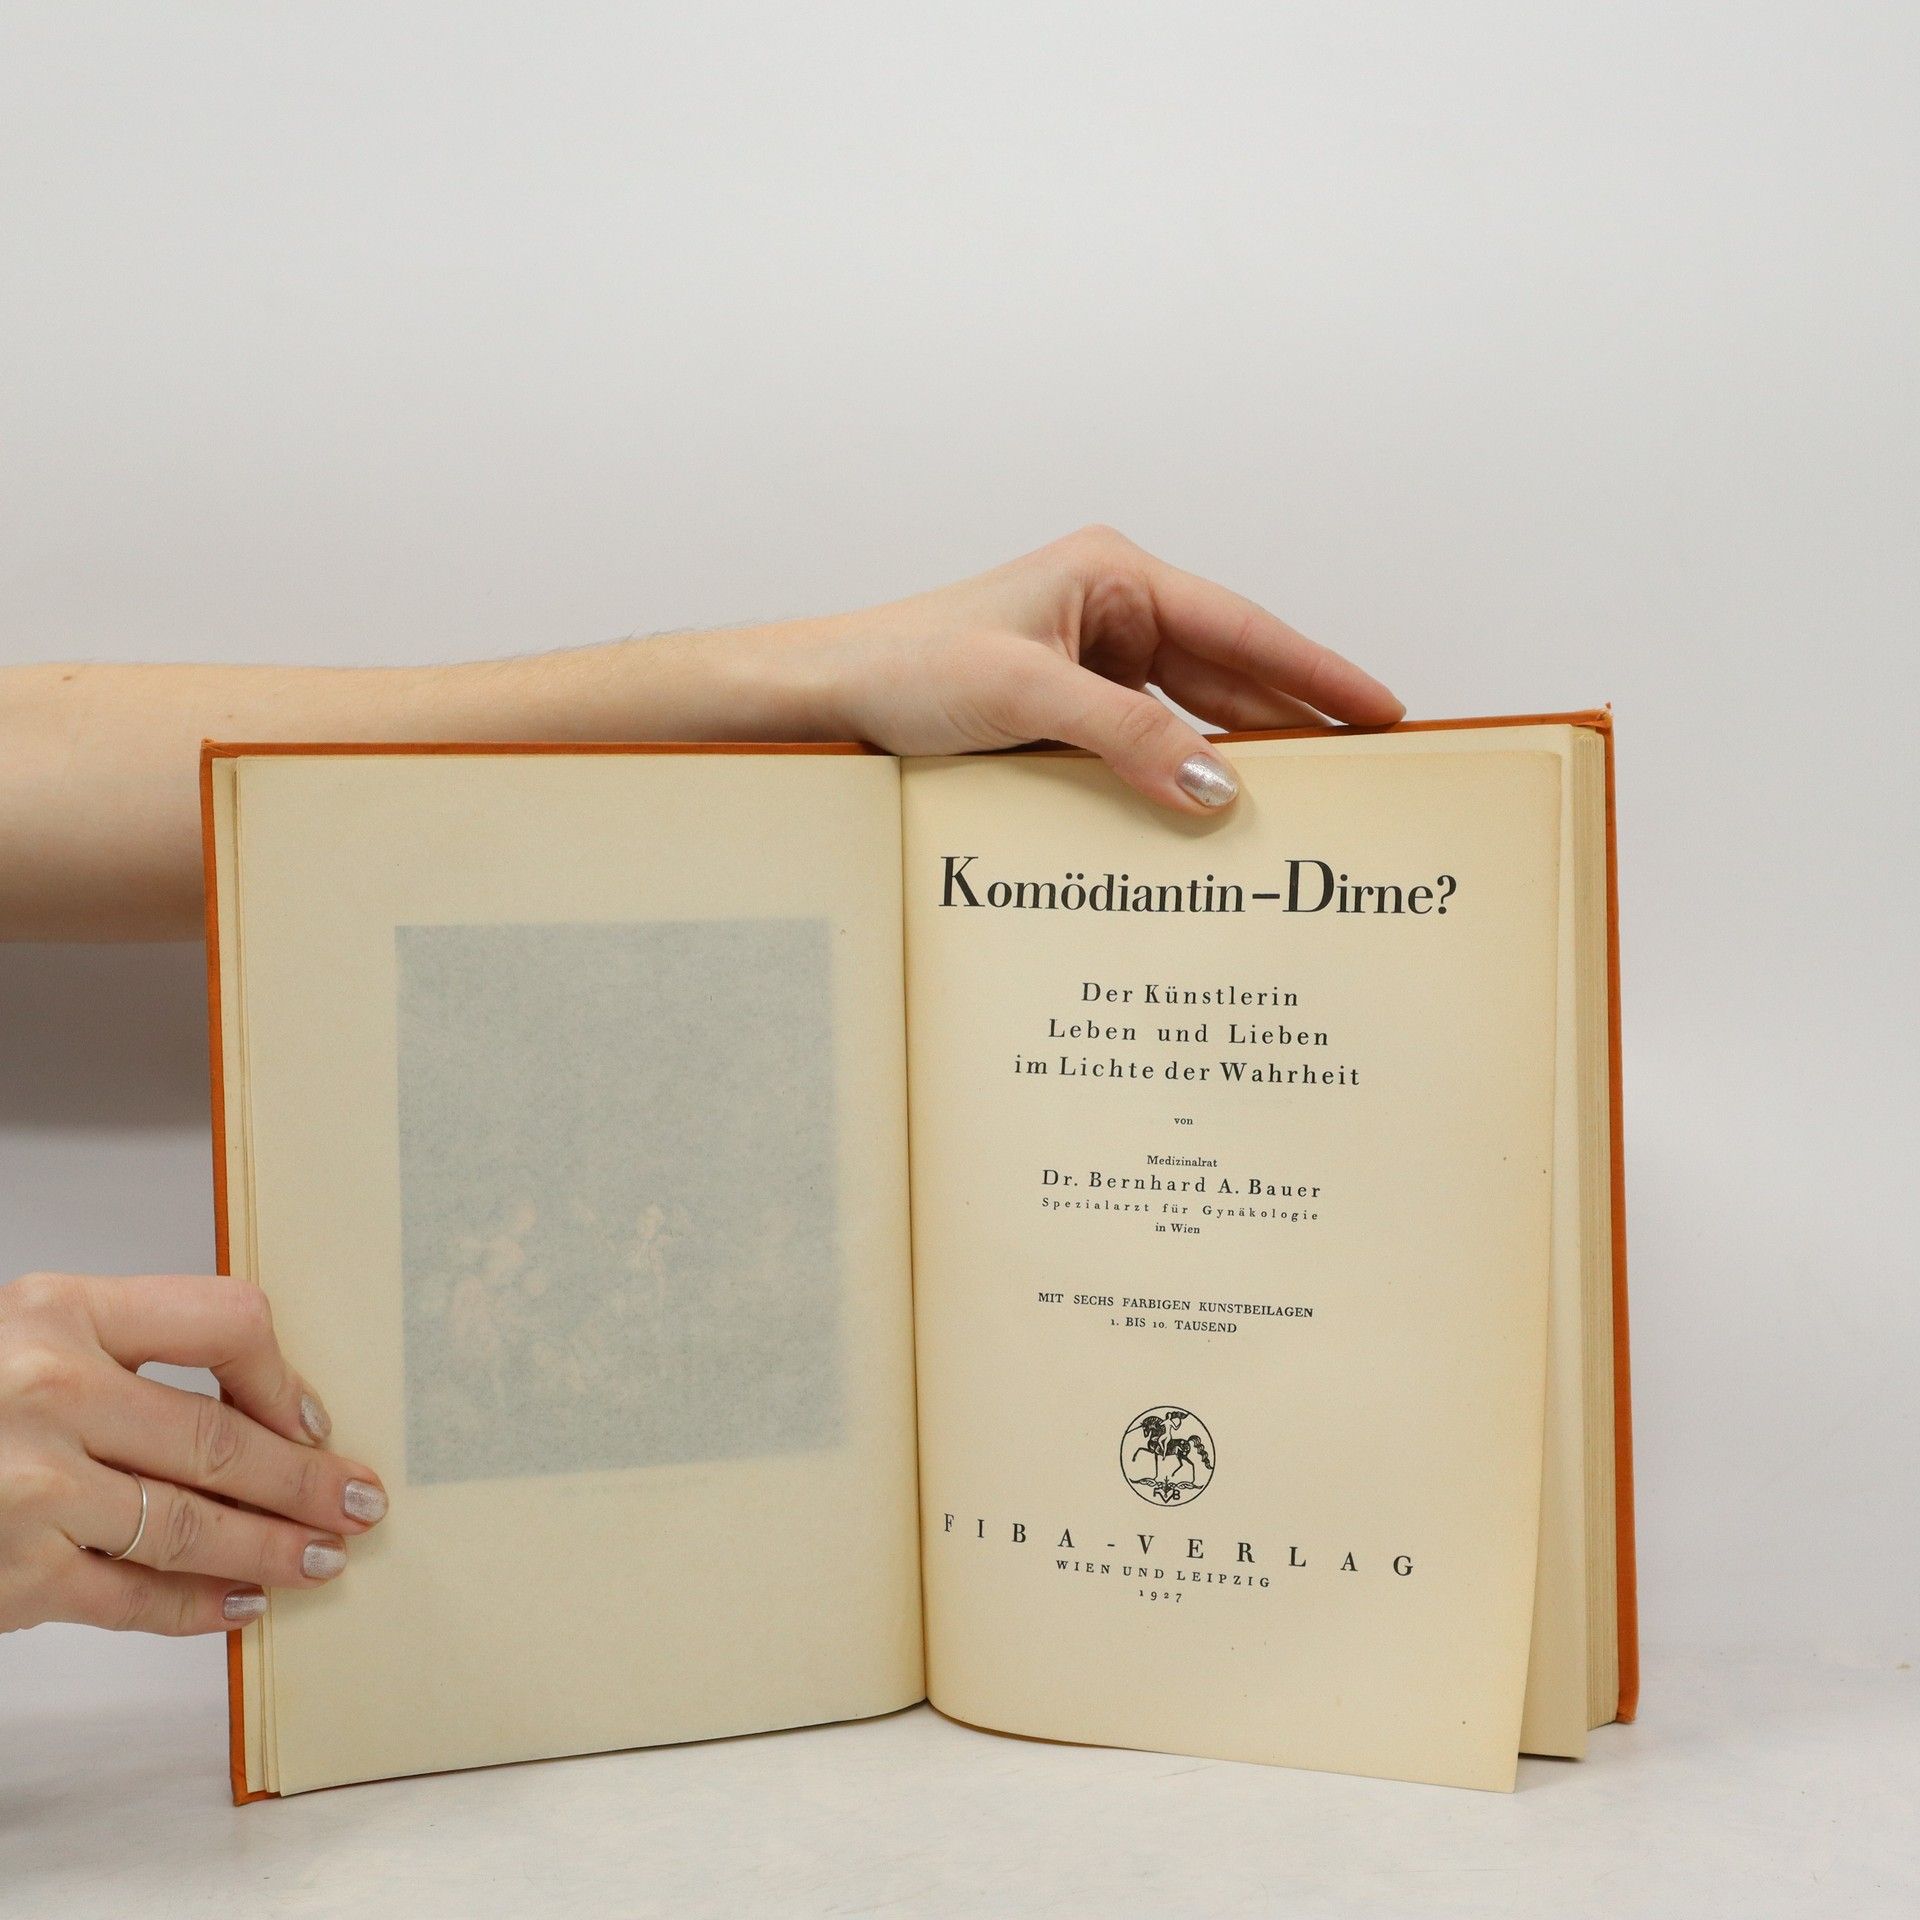 Komödiantin–Dirne?
Der Künstlerin
Leben und Lieben
im Lichte der Wahrheit
von
Medizinalrat
Dr. Bernhard A. Bauer
Spezialarzt für Gynäkologie
in Wien
MIT SECHS FARBIGEN KUNSTBEILAGEN
1. BIS 10. TAUSEND
FVB
FIBA-VERLAG
WIEN UND LEIPZIG
1927